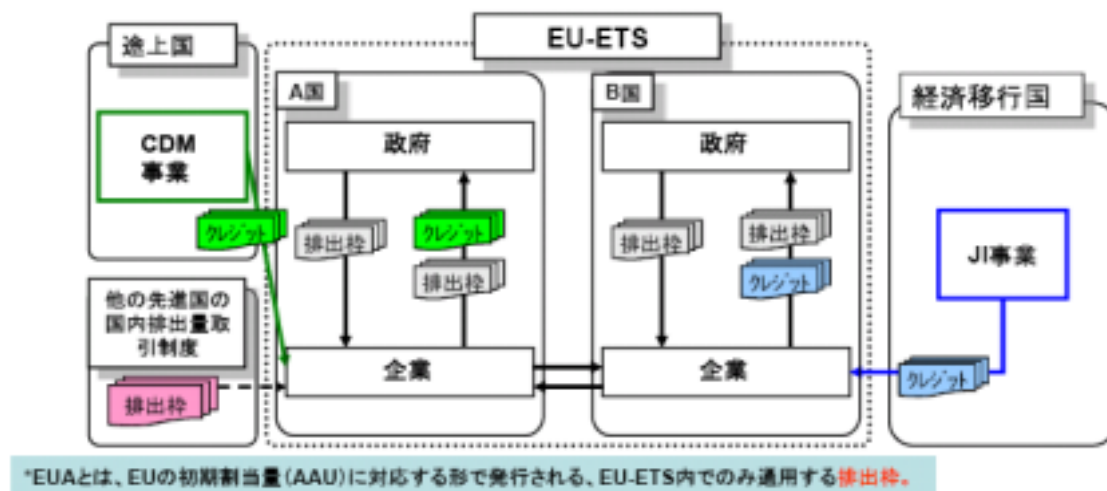 EU-ETS
途上国
CDM
事業
クレジット
他の先進国の
国内排出量取
引制度
排出枠
A国
政府
排出枠
クレジット
排出枠
企業
B国
政府
排出枠
排出枠
クレジット
企業
経済移行国
JI事業
クレジット
*EUAとは、EUの初期割当量(AAU)に対応する形で発行される、EU-ETS内でのみ通用する排出枠。